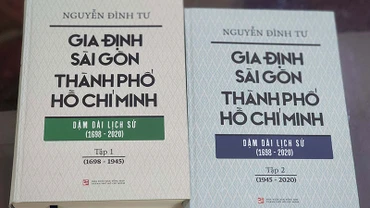 NGUYỄN ĐÌNH TƯ
GIA ĐỊNH
SÀI GÒN
THÀNH PHỐ
HỒ CHÍ MINH
DẶM DÀI LỊCH SỬ
(1698 - 2020)
Tập 1
(1698 - 1945)
NGUYỄN ĐÌNH TƯ
GIA ĐỊNH
SÀI GÒN
THÀNH PHỐ
HỒ CHÍ MINH
DẶM DÀI LỊCH SỬ
(1698 - 2020)
Tập 2
(1945 - 2020)